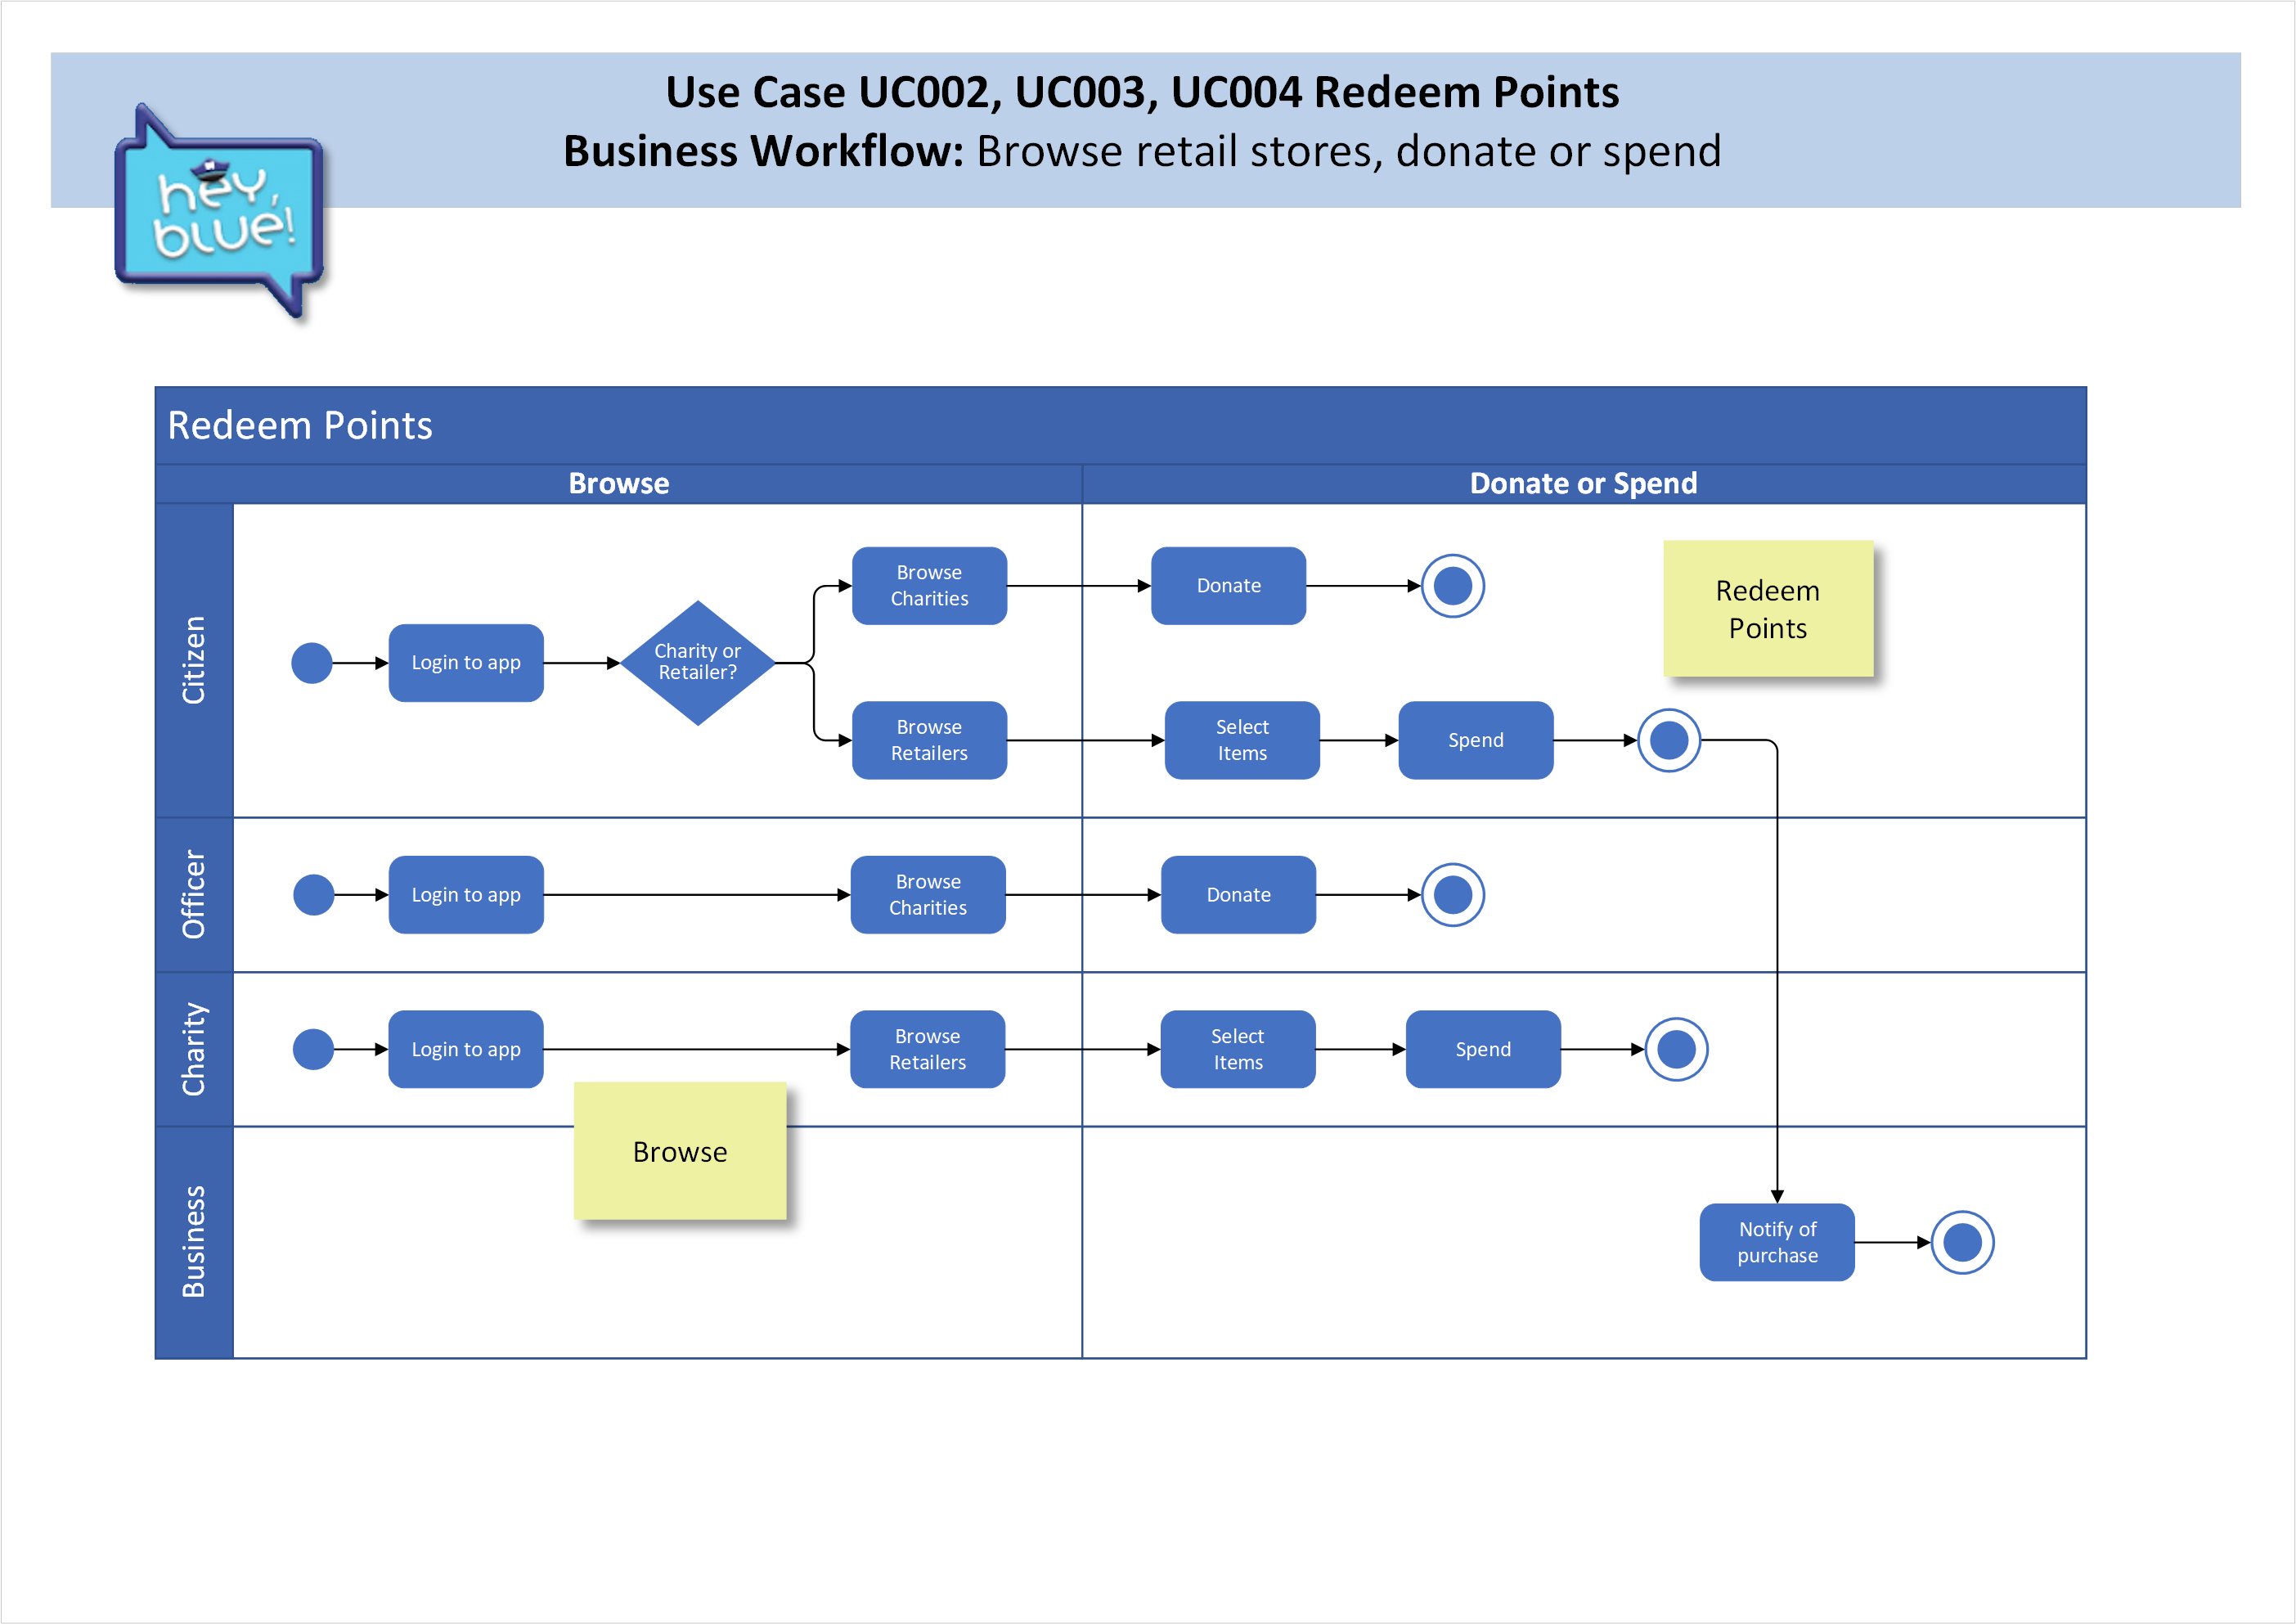 Use Case UC002, UC003, UC004 Redeem Points
Business Workflow: Browse retail stores, donate or spend
hey,
blue!
Redeem Points
Browse
Donate or Spend
Citizen
Login to app
Charity or
Retailer?
Browse
Charities
Donate
Redeem
Points
Browse
Retailers
Select
Items
Spend
Officer
Login to app
Browse
Charities
Donate
Charity
Login to app
Browse
Retailers
Select
Items
Spend
Browse
Business
Notify of
purchase